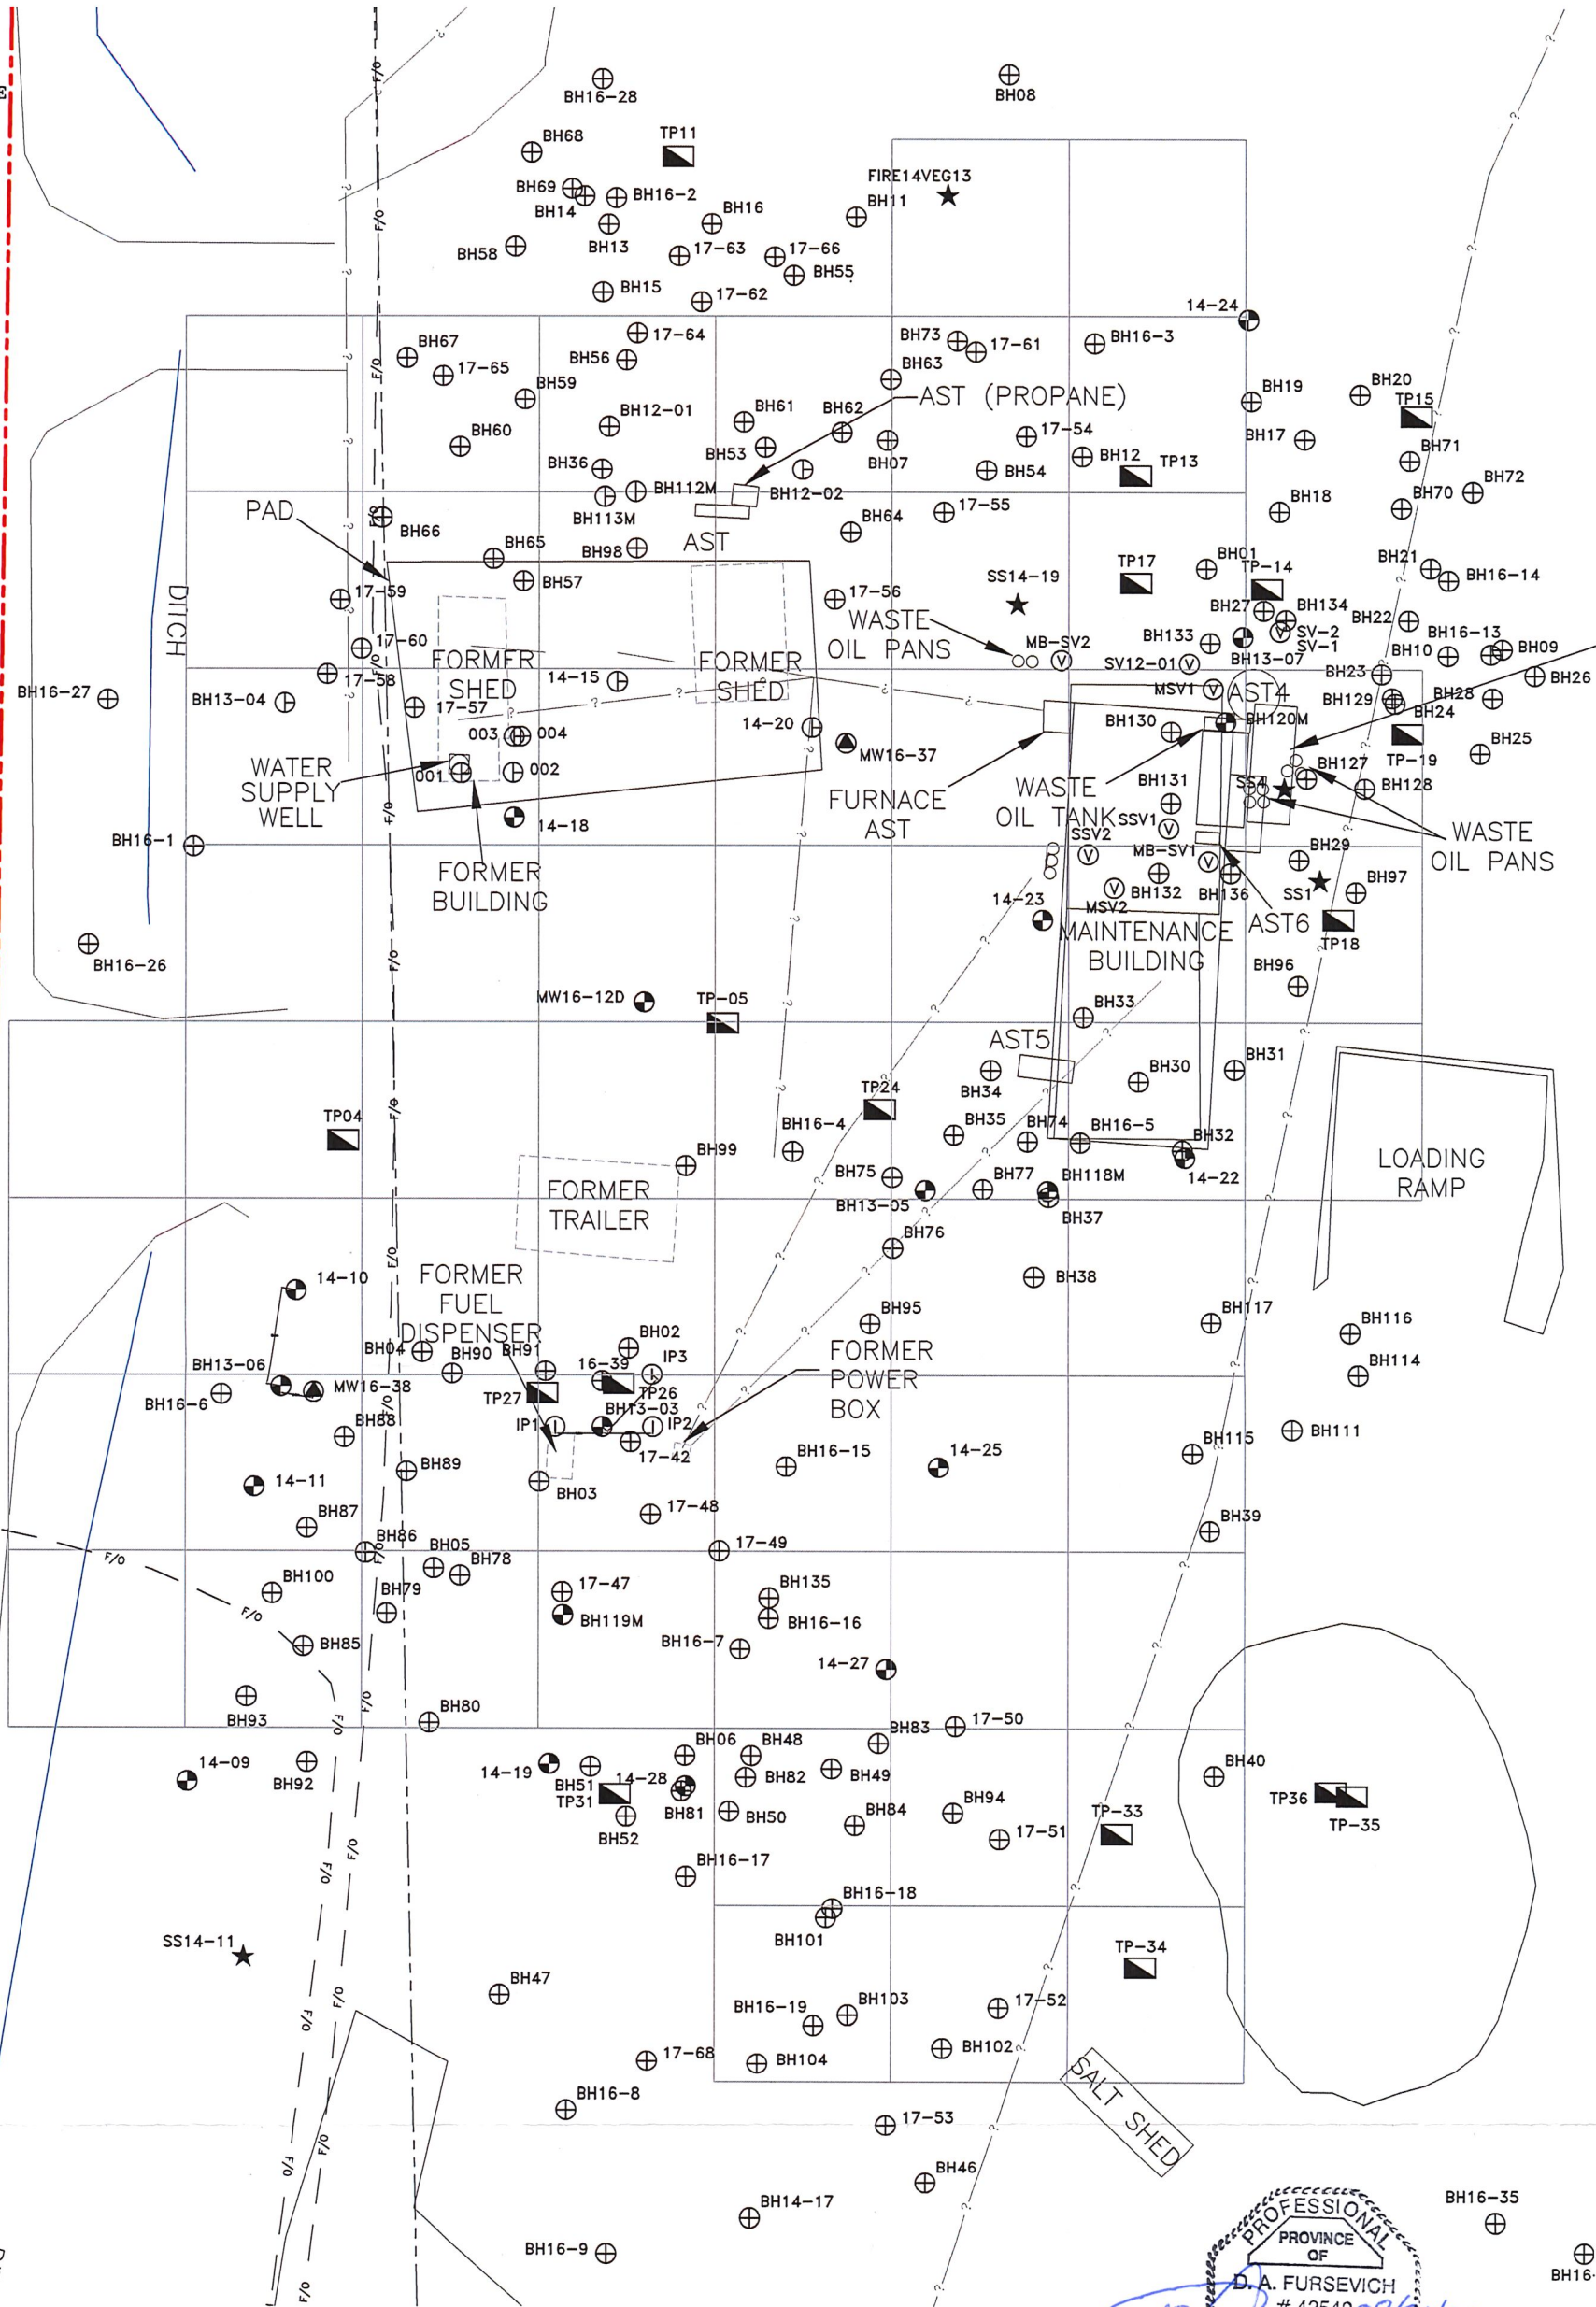 BH16-28
BH08
BH68
TP11
FIRE14VEG13
BH69
BH14
BH16-2
BH16
BH11
BH13
BH58
17-63
17-66
BH55
BH15
17-62
14-24
17-64
BH73
17-61
BH16-3
BH67
BH56
17-65
BH63
BH59
AST (PROPANE)
BH19
BH20
TP15
BH12-01
BH61
BH62
BH60
17-54
BH17
BH53
BH07
BH12
TP13
BH71
BH36
BH54
BH112M
BH12-02
BH72
PAD
BH113M
17-55
BH18
BH70
BH66
BH64
AST
BH98
BH65
BH57
TP17
BH01
TP-14
BH21
BH16-14
SS14-19
17-59
17-56
DITCH
WASTE
OIL PANS
BH27
BH134
BH22
SV-2
BH16-13
17-60
MB-SV2
BH133
SV-1
BH10
BH09
FORMER
SHED
FORMER
SHED
SV12-01
BH13-07
BH23
17-58
14-15
MSV1
AST4
BH26
BH16-27
BH13-04
17-57
BH129
BH28
BH24
14-20
BH130
BH120M
003
004
MW16-37
TP-19
BH25
001
002
WATER
SUPPLY
WELL
FURNACE
AST
WASTE
OIL TANK
BH131
SS4
BH127
BH128
14-18
SSV1
SSV2
WASTE
OIL PANS
BH16-1
MB-SV1
BH29
FORMER
BUILDING
BH132
BH136
SS1
BH97
MSV2
14-23
AST6
TP18
MAINTENANCE
BUILDING
BH16-26
BH96
MW16-12D
TP-05
BH33
AST5
BH34
BH30
BH31
TP24
TP04
BH16-4
BH35
BH74
BH16-5
BH32
BH99
LOADING
RAMP
BH75
BH77
BH118M
14-22
FORMER
TRAILER
BH13-05
BH37
BH76
14-10
BH38
FORMER
FUEL
DISPENSER
BH95
BH117
BH116
BH04
BH90
BH91
BH02
BH13-06
16-39
IP3
FORMER
POWER
BOX
BH114
BH16-6
MW16-38
TP27
TP26
BH13-03
IP1
IP2
BH88
17-42
BH111
BH115
BH89
BH16-15
14-25
14-11
BH03
17-48
BH87
BH39
BH86
BH05
BH78
17-49
F/O
BH100
BH79
17-47
BH135
F/O
BH119M
BH16-16
BH85
BH16-7
14-27
BH93
BH80
17-50
BH83
14-09
BH92
14-19
BH06
BH48
BH40
BH51
14-28
BH82
BH49
TP31
BH81
TP36
TP-35
BH50
BH84
BH94
TP-33
BH52
17-51
BH16-17
BH16-18
BH101
SS14-11
TP-34
BH47
BH16-19
BH103
17-52
17-68
BH104
BH102
BH16-8
SALT SHED
17-53
BH46
BH14-17
BH16-35
BH16-9
PROFESSIONAL
PROVINCE
OF
D. A. FURSEVICH
BH16-